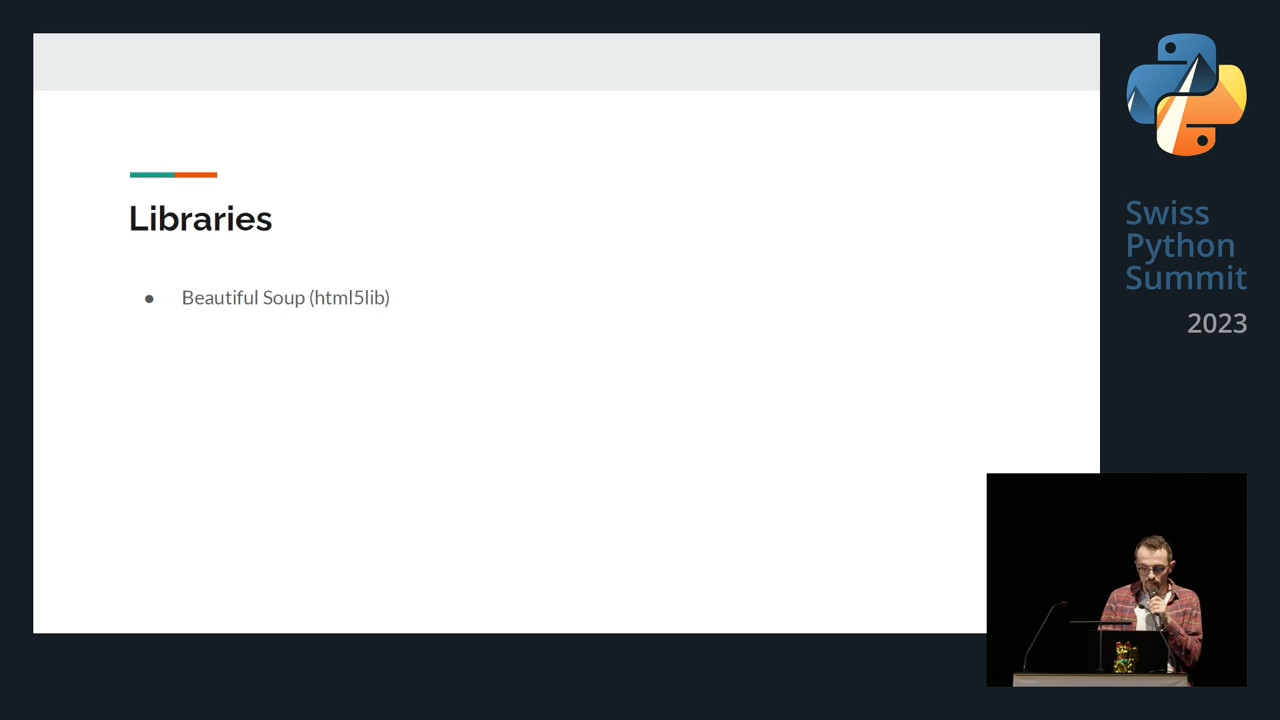 Libraries
● Beautiful Soup (html5lib)
Swiss
Python
Summit
2023